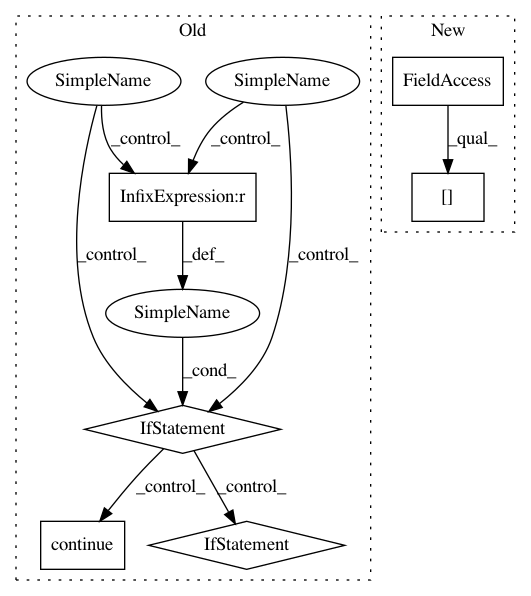 Old
New
SimpleName
SimpleName
FieldAccess
_control_
_control_
_qual_
InfixExpression:r
[]
_control_
_def_
_control_
SimpleName
_cond_
IfStatement
_control_
_control_
continue
IfStatement